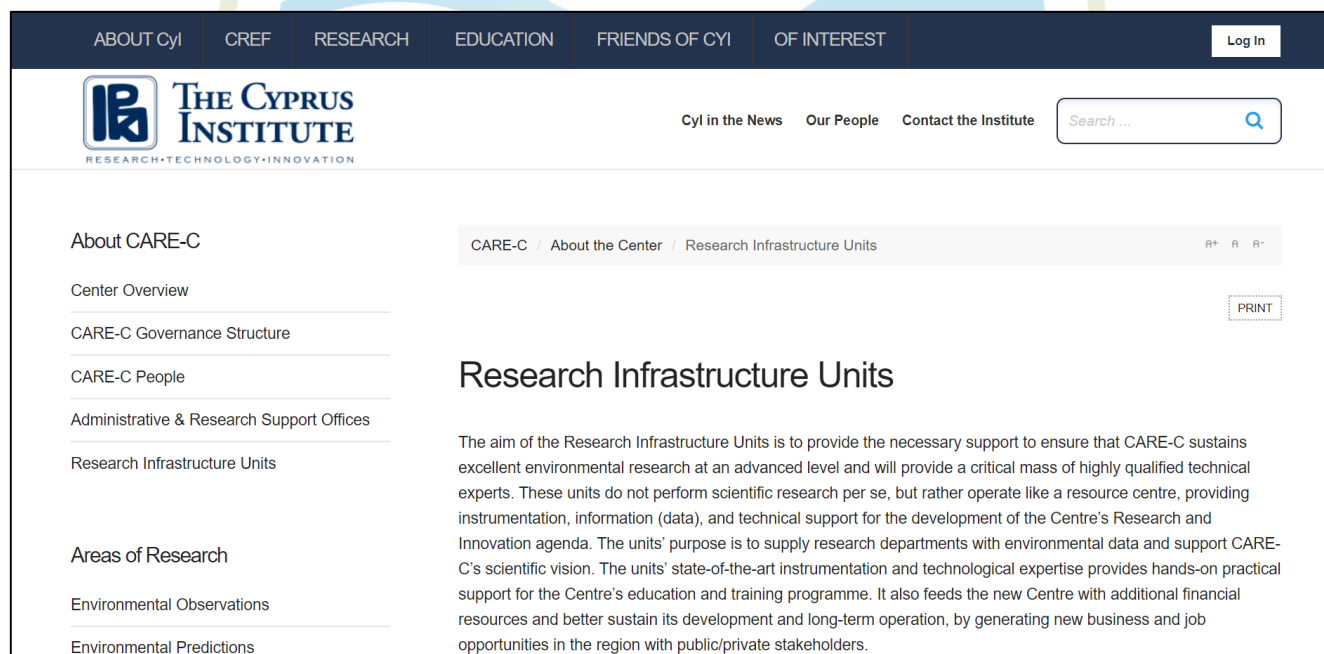 ABOUT CyI CREF RESEARCH EDUCATION FRIENDS OF CYI OF INTEREST Log In
THE CYPRUS
INSTITUTE
RESEARCH•TECHNOLOGY•INNOVATION
CyI in the News Our People Contact the Institute Search ...
About CARE-C
Center Overview
CARE-C Governance Structure
CARE-C People
Administrative & Research Support Offices
Research Infrastructure Units
Areas of Research
Environmental Observations
Environmental Predictions
CARE-C / About the Center / Research Infrastructure Units A+ A A-
PRINT
Research Infrastructure Units
The aim of the Research Infrastructure Units is to provide the necessary support to ensure that CARE-C sustains
excellent environmental research at an advanced level and will provide a critical mass of highly qualified technical
experts. These units do not perform scientific research per se, but rather operate like a resource centre, providing
instrumentation, information (data), and technical support for the development of the Centre’s Research and
Innovation agenda. The units’ purpose is to supply research departments with environmental data and support CARE-
C’s scientific vision. The units’ state-of-the-art instrumentation and technological expertise provides hands-on practical
support for the Centre’s education and training programme. It also feeds the new Centre with additional financial
resources and better sustain its development and long-term operation, by generating new business and job
opportunities in the region with public/private stakeholders.